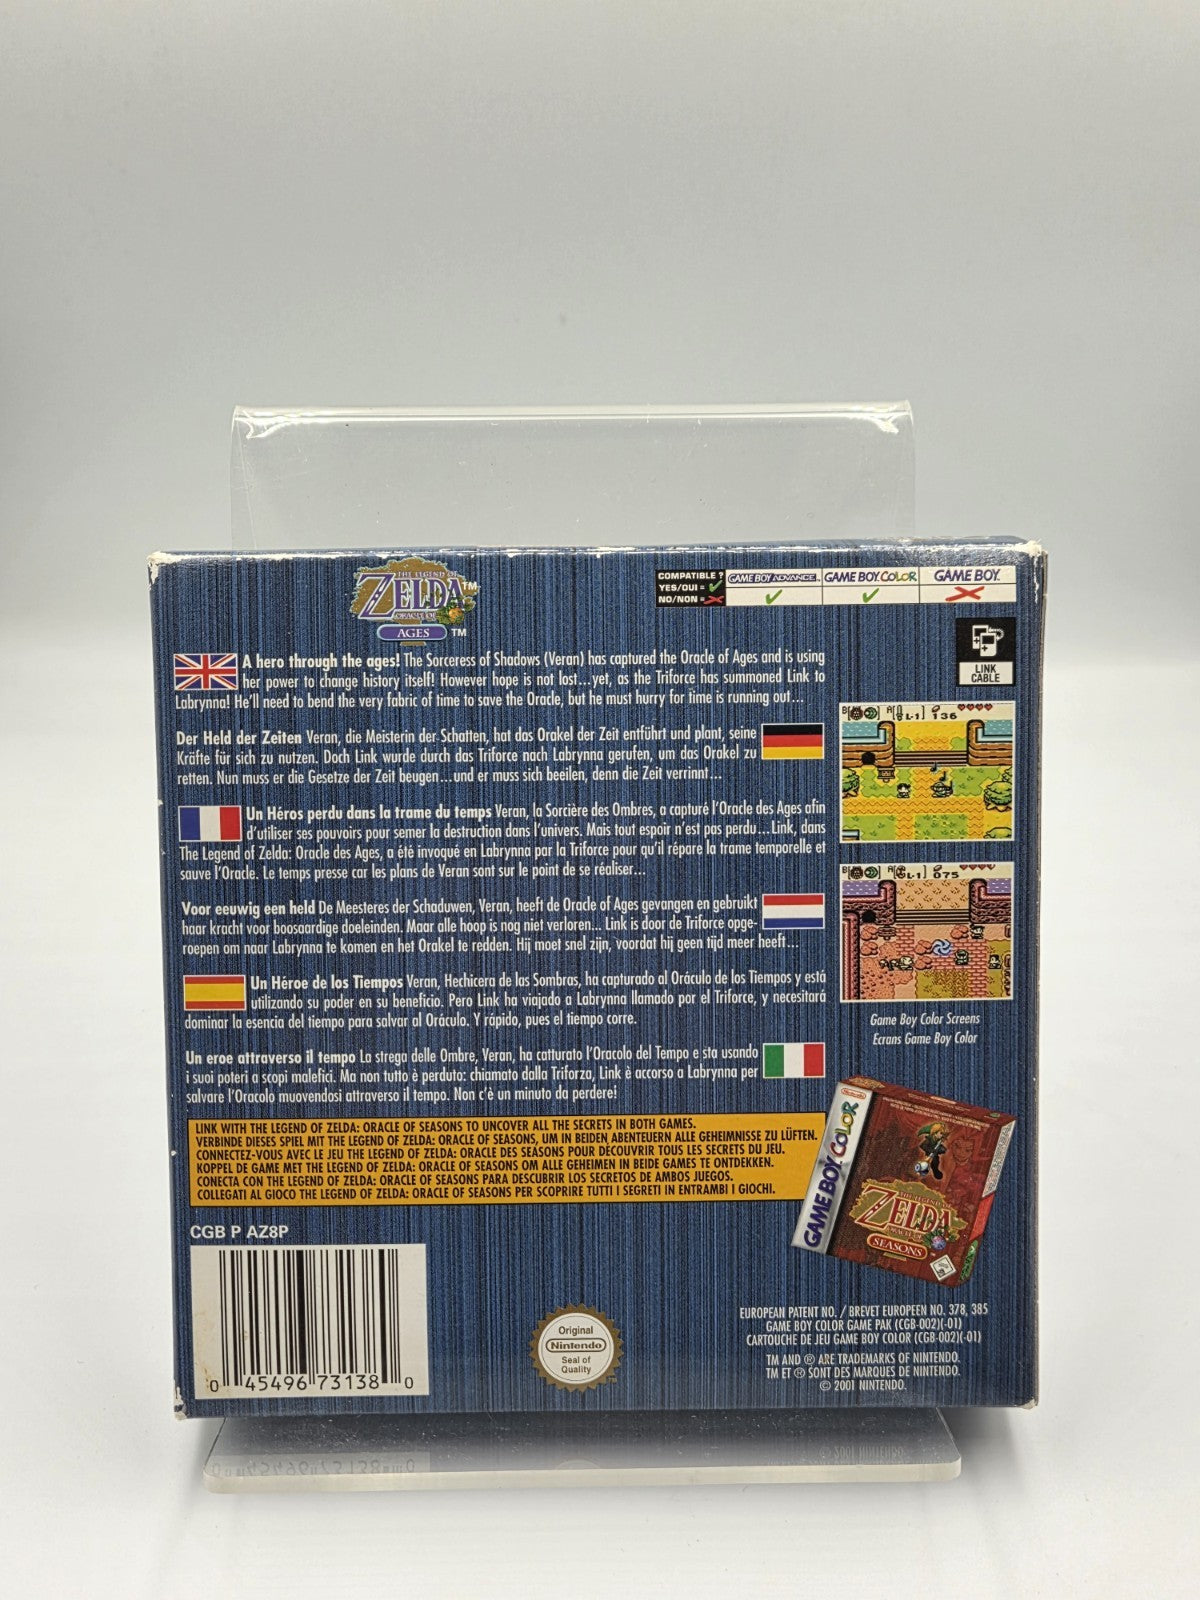 THE LEGEND OF
ZELDA™
ORACLE OF
AGES ™
COMPATIBLE ?
YES/OUI =
NO/NON =
GAME BOY ADVANCE.
GAME BOY COLOR
GAME BOY.
LINK
CABLE
A hero through the ages! The Sorceress of Shadows (Veran) has captured the Oracle of Ages and is using
her power to change history itself! However hope is not lost...yet, as the Triforce has summoned Link to
Labrynna! He'll need to bend the very fabric of time to save the Oracle, but he must hurry for time is running out...
Der Held der Zeiten Veran, die Meisterin der Schatten, hat das Orakel der Zeit entführt und plant, seine
Kräfte für sich zu nutzen. Doch Link wurde durch das Triforce nach Labrynna gerufen, um das Orakel zu
retten. Nun muss er die Gesetze der Zeit beugen...und er muss sich beeilen, denn die Zeit verrinnt...
Un Héros perdu dans la trame du temps Veran, la Sorcière des Ombres, a capturé l'Oracle des Ages afin
d'utiliser ses pouvoirs pour semer la destruction dans l'univers. Mais tout espoir n'est pas perdu...Link, dans
The Legend of Zelda: Oracle des Ages, a été invoqué en Labrynna par la Triforce pour qu'il répare la trame temporelle et
sauve l'Oracle. Le temps presse car les plans de Veran sont sur le point de se réaliser...
Voor eeuwig een held De Meesteres der Schaduwen, Veran, heeft de Oracle of Ages gevangen en gebruikt
haar kracht voor boosaardige doeleinden. Maar alle hoop is nog niet verloren... Link is door de Triforce opge-
roepen om naar Labrynna te komen en het Orakel te redden. Hij moet snel zijn, voordat hij geen tijd meer heeft...
Un Héroe de los Tiempos Veran, Hechicera de las Sombras, ha capturado al Oráculo de los Tiempos y está
utilizando su poder en su beneficio. Pero Link ha viajado a Labrynna llamado por el Triforce, y necesitará
dominar la esencia del tiempo para salvar al Oráculo. Y rápido, pues el tiempo corre.
Un eroe attraverso il tempo La strega delle Ombre, Veran, ha catturato l'Oracolo del Tempo e sta usando
i suoi poteri a scopi malefici. Ma non tutto è perduto: chiamato dalla Triforza, Link è accorso a Labrynna per
salvare l'Oracolo muovendosi attraverso il tempo. Non c'è un minuto da perdere!
B A L-1 136
B A L-1 075
Game Boy Color Screens
Écrans Game Boy Color
LINK WITH THE LEGEND OF ZELDA: ORACLE OF SEASONS TO UNCOVER ALL THE SECRETS IN BOTH GAMES.
VERBINDE DIESES SPIEL MIT THE LEGEND OF ZELDA: ORACLE OF SEASONS, UM IN BEIDEN ABENTEUERN ALLE GEHEIMNISSE ZU LÜFTEN.
CONNECTEZ-VOUS AVEC LE JEU THE LEGEND OF ZELDA: ORACLE DES SEASONS POUR DÉCOUVRIR TOUS LES SECRETS DU JEU.
KOPPEL DE GAME MET THE LEGEND OF ZELDA: ORACLE OF SEASONS OM ALLE GEHEIMEN IN BEIDE GAMES TE ONTDEKKEN.
CONECTA CON THE LEGEND OF ZELDA: ORACLE OF SEASONS PARA DESCUBRIR LOS SECRETOS DE AMBOS JUEGOS.
COLLEGATI AL GIOCO THE LEGEND OF ZELDA: ORACLE OF SEASONS PER SCOPRIRE TUTTI I SEGRETI IN ENTRAMBI I GIOCHI.
Nintendo
GAME BOY COLOR
THE LEGEND OF
ZELDA
ORACLE OF
SEASONS
CGB P AZ8P
0 45496 73138 0
Original
Nintendo
Seal of
Quality
EUROPEAN PATENT NO. / BREVET EUROPEEN NO. 378, 385
GAME BOY COLOR GAME PAK (CGB-002)(-01)
CARTOUCHE DE JEU GAME BOY COLOR (CGB-002)(-01)
TM AND ® ARE TRADEMARKS OF NINTENDO.
TM ET ® SONT DES MARQUES DE NINTENDO.
© 2001 NINTENDO.